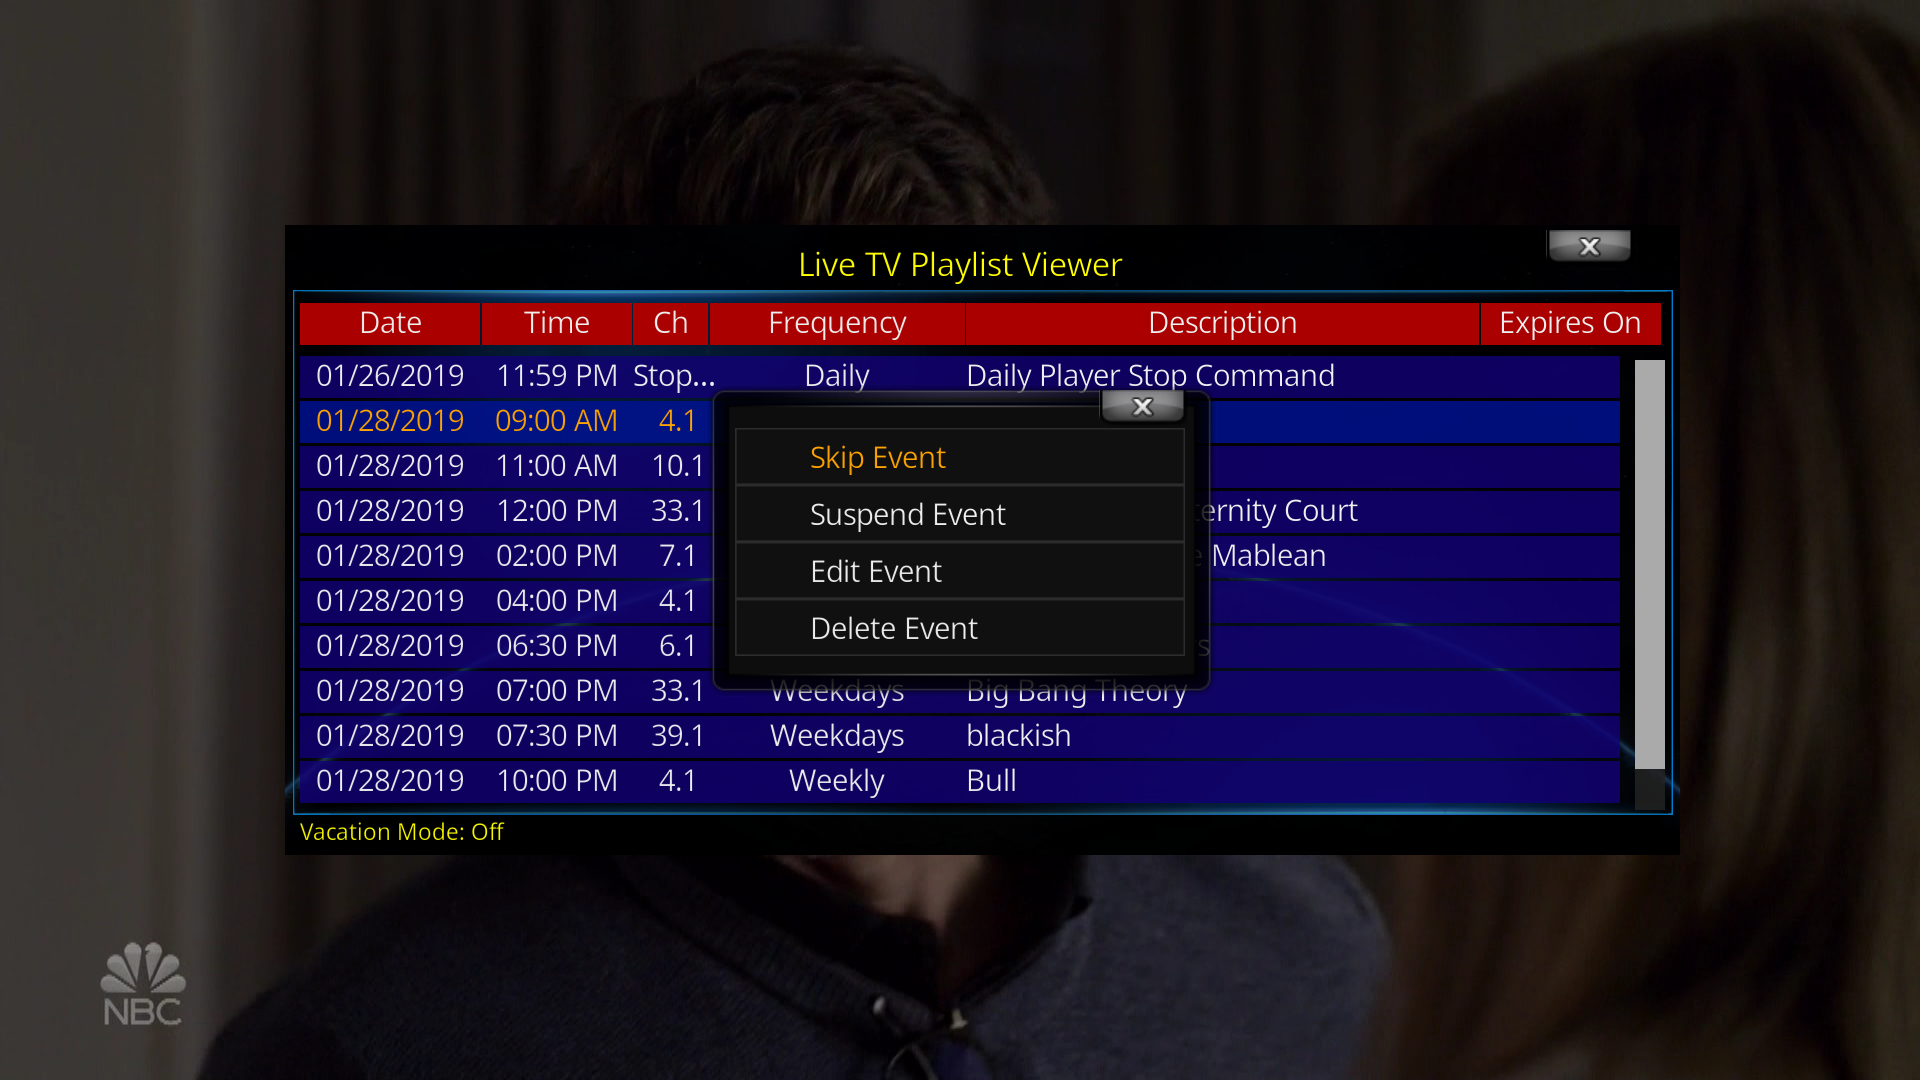 Live TV Playlist Viewer
Date Time Ch Frequency Description Expires On
01/26/2019 11:59 PM Stop... Daily Daily Player Stop Command
01/28/2019 09:00 AM 4.1
01/28/2019 11:00 AM 10.1
01/28/2019 12:00 PM 33.1 Court
01/28/2019 02:00 PM 7.1 Mablean
01/28/2019 04:00 PM 4.1
01/28/2019 06:30 PM 6.1
01/28/2019 07:00 PM 33.1 Weekdays Big Bang Theory
01/28/2019 07:30 PM 39.1 Weekdays blackish
01/28/2019 10:00 PM 4.1 Weekly Bull
Skip Event
Suspend Event
Edit Event
Delete Event
Vacation Mode: Off
NBC